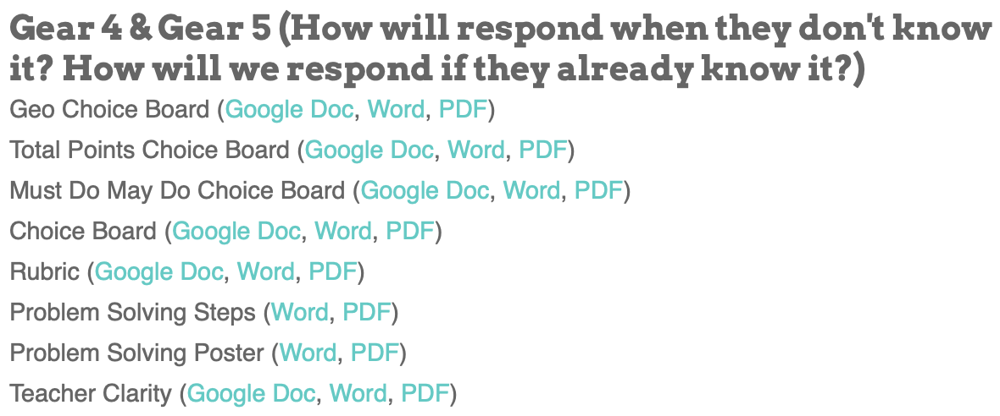 Gear 4 & Gear 5 (How will respond when they don't know
it? How will we respond if they already know it?)
Geo Choice Board (Google Doc, Word, PDF)
Total Points Choice Board (Google Doc, Word, PDF)
Must Do May Do Choice Board (Google Doc, Word, PDF)
Choice Board (Google Doc, Word, PDF)
Rubric (Google Doc, Word, PDF)
Problem Solving Steps (Word, PDF)
Problem Solving Poster (Word, PDF)
Teacher Clarity (Google Doc, Word, PDF)